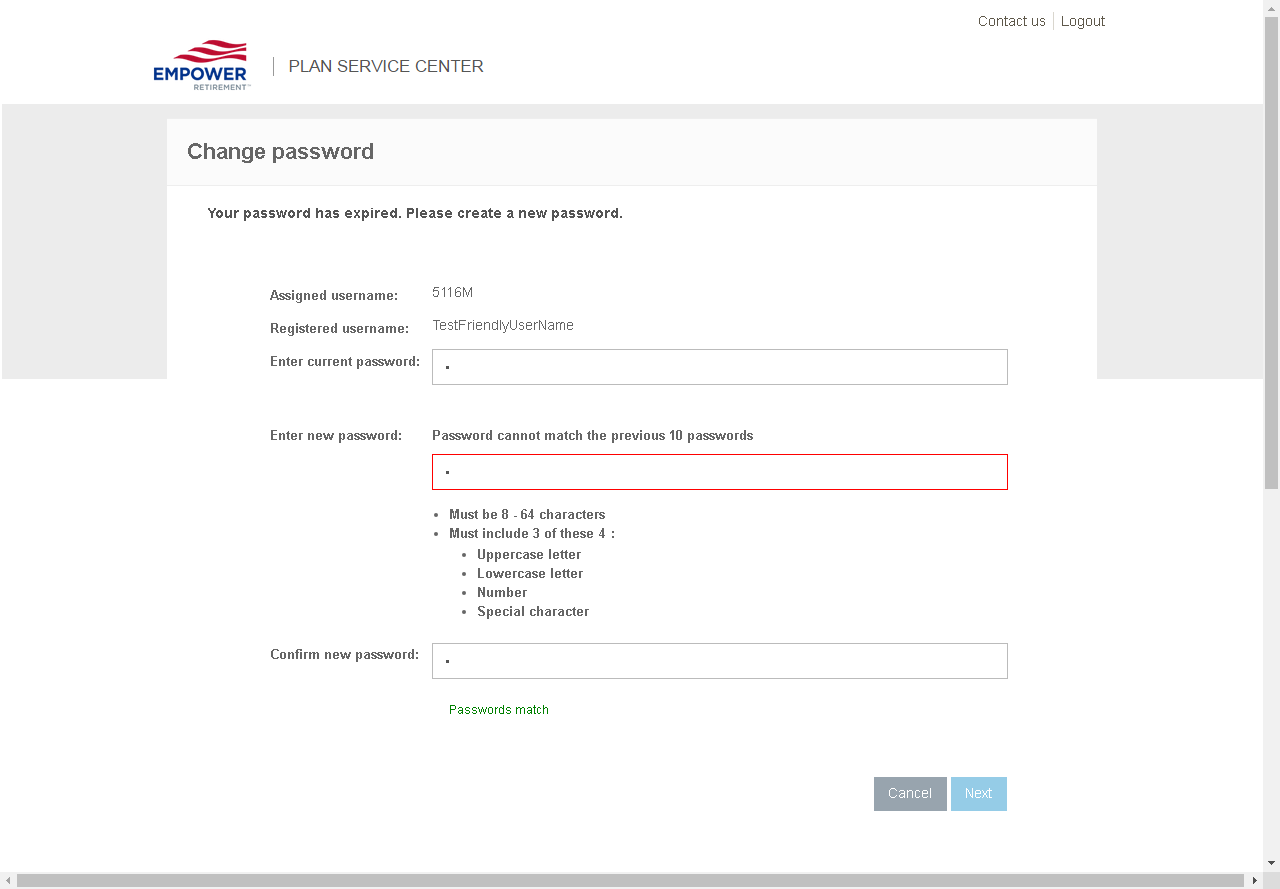 Contact us Logout
EMPOWER
RETIREMENT™
PLAN SERVICE CENTER
Change password
Your password has expired. Please create a new password.
Assigned username: 5116M
Registered username: TestFriendlyUserName
Enter current password:
Enter new password: Password cannot match the previous 10 passwords
Must be 8 - 64 characters
Must include 3 of these 4 :
Uppercase letter
Lowercase letter
Number
Special character
Confirm new password:
Passwords match
Cancel Next